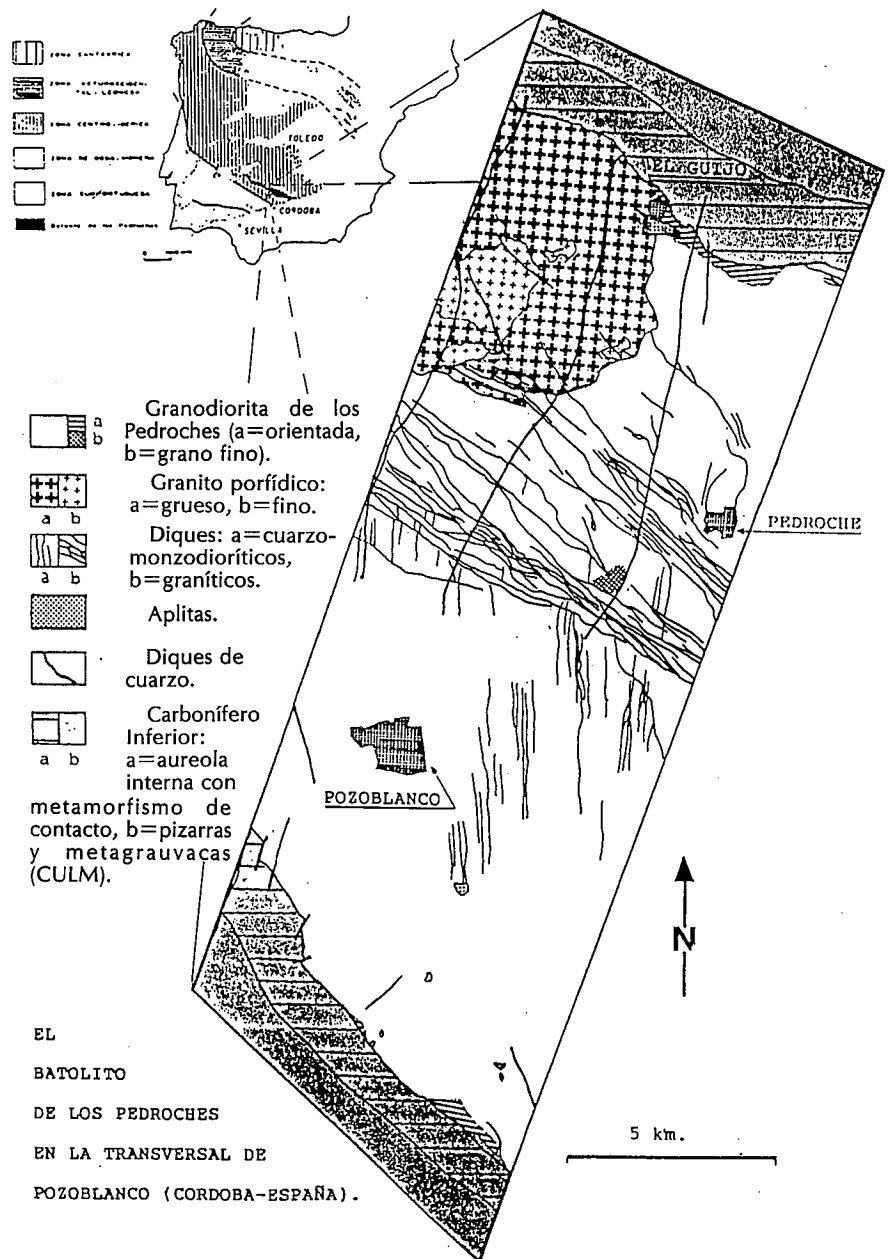 ZONA CANTABRICA
TOLEDO
CORDOBA
SEVILLA
EL GUIJO
Granodiorita de los
Pedroches (a=orientada,
b=grano fino).
a
b
Granito porfídico:
a=grueso, b=fino.
a b
Diques: a=cuarzo-
monzodioríticos,
b=graníticos.
a b
Aplitas.
Diques de
cuarzo.
Carbonífero
Inferior:
a b
a=aureola
interna con
metamorfismo de
contacto, b=pizarras
y metagrauvacas
(CULM).
PEDROCHE
POZOBLANCO
N
EL
BATOLITO
DE LOS PEDROCHES
EN LA TRANSVERSAL DE
POZOBLANCO (CORDOBA-ESPAÑA).
5 km.